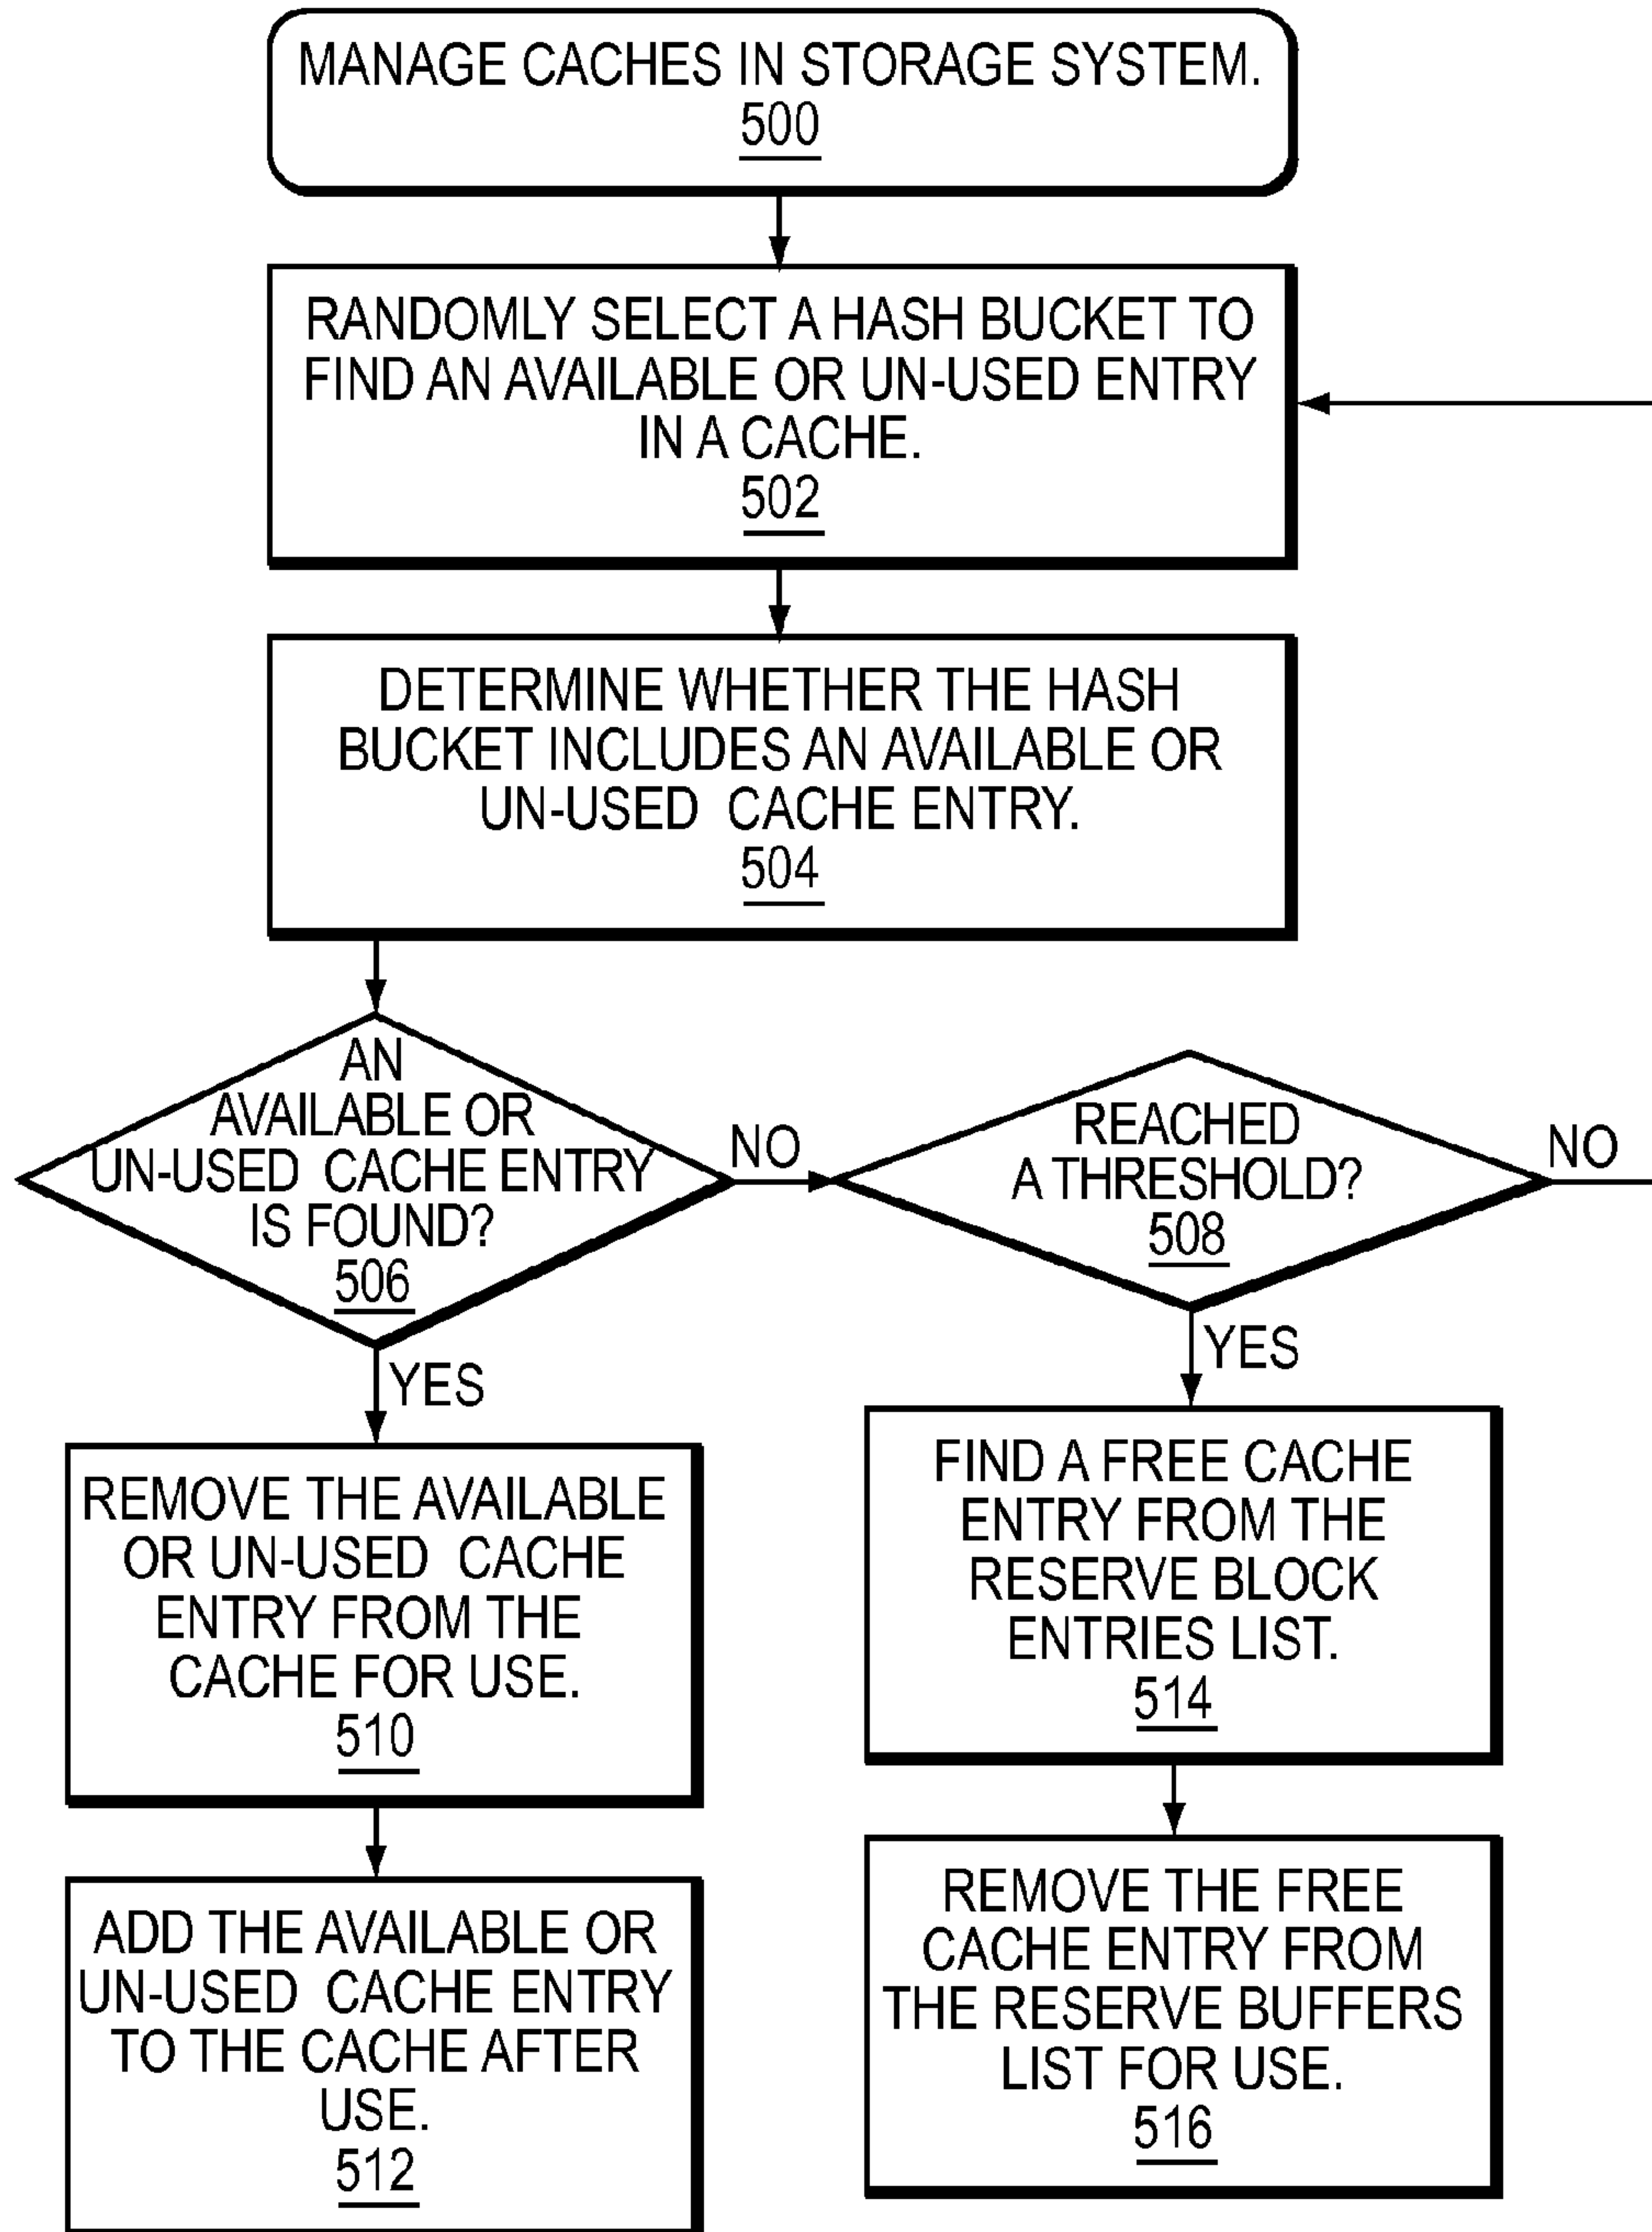 MANAGE CACHES IN STORAGE SYSTEM.
500
RANDOMLY SELECT A HASH BUCKET TO
FIND AN AVAILABLE OR UN-USED ENTRY
IN A CACHE.
502
DETERMINE WHETHER THE HASH
BUCKET INCLUDES AN AVAILABLE OR
UN-USED CACHE ENTRY.
504
AN
AVAILABLE OR
UN-USED CACHE ENTRY
IS FOUND?
506
NO
REACHED
A THRESHOLD?
508
NO
YES
YES
REMOVE THE AVAILABLE
OR UN-USED CACHE
ENTRY FROM THE
CACHE FOR USE.
510
FIND A FREE CACHE
ENTRY FROM THE
RESERVE BLOCK
ENTRIES LIST.
514
ADD THE AVAILABLE OR
UN-USED CACHE ENTRY
TO THE CACHE AFTER
USE.
512
REMOVE THE FREE
CACHE ENTRY FROM
THE RESERVE BUFFERS
LIST FOR USE.
516